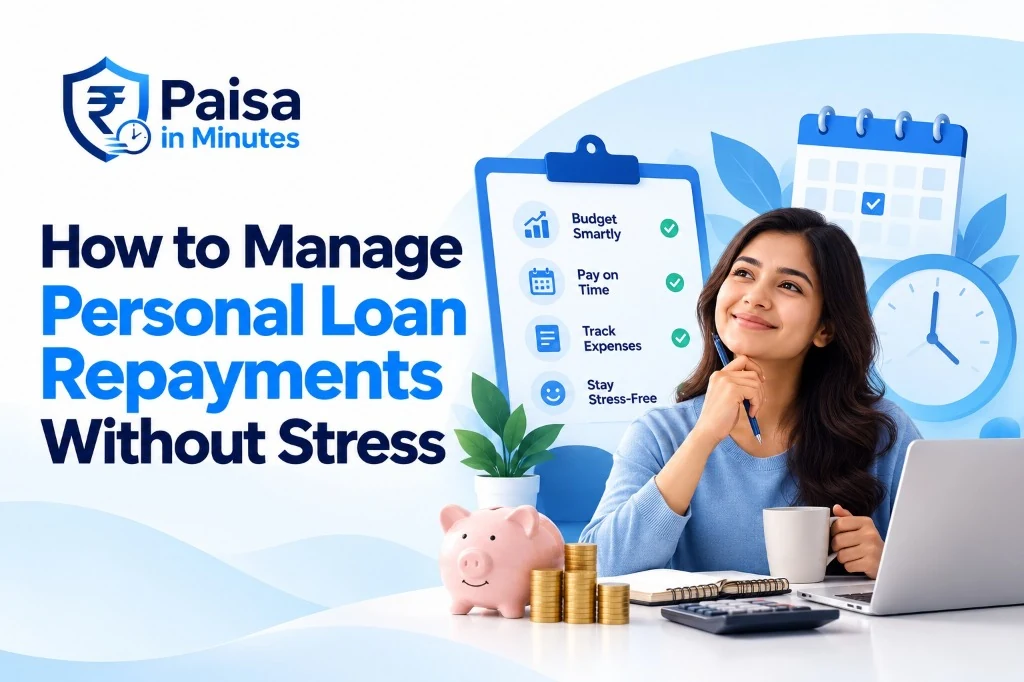 ₹
Paisa
in Minutes
How to Manage
Personal Loan
Repayments
Without Stress
Budget
Smartly
Pay on
Time
Track
Expenses
Stay
Stress-Free